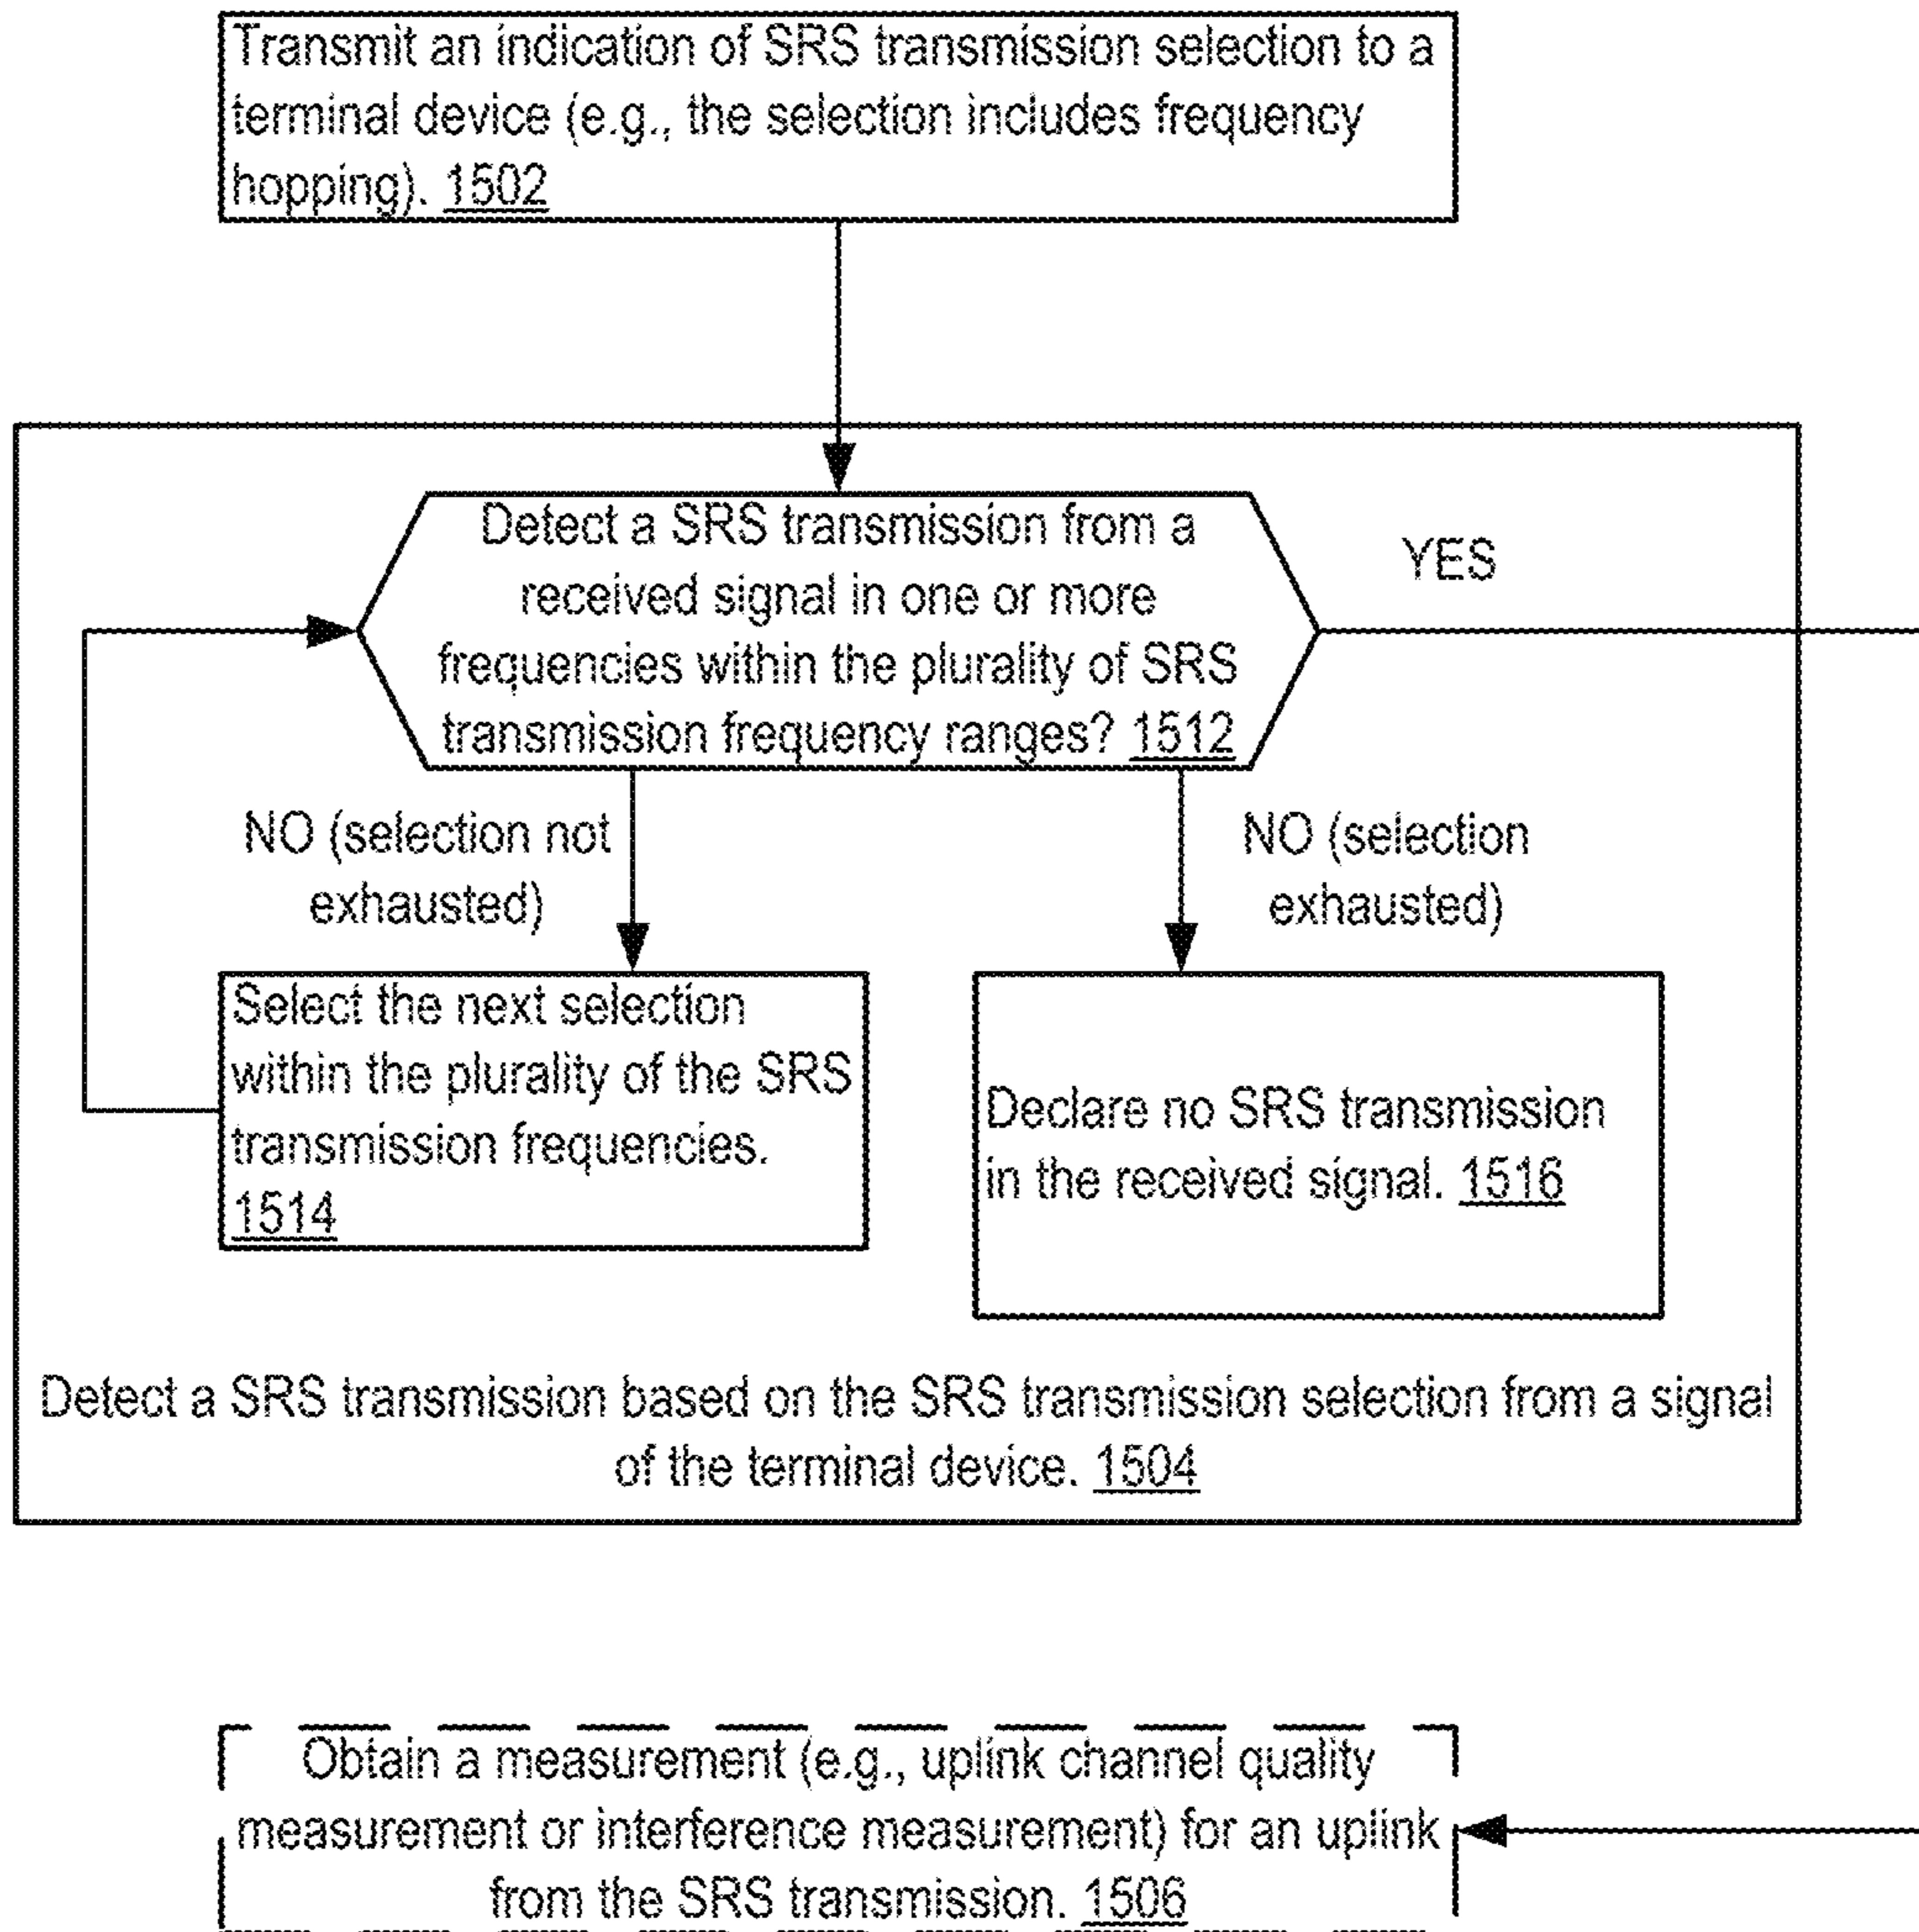 Transmit an indication of SRS transmission selection to a
terminal device (e.g., the selection includes frequency
hopping). 1502
Detect a SRS transmission from a
received signal in one or more
frequencies within the plurality of SRS
transmission frequency ranges? 1512
YES
NO (selection not
exhausted)
NO (selection
exhausted)
Select the next selection
within the plurality of the SRS
transmission frequencies.
1514
Declare no SRS transmission
in the received signal. 1516
Detect a SRS transmission based on the SRS transmission selection from a signal
of the terminal device. 1504
Obtain a measurement (e.g., uplink channel quality
measurement or interference measurement) for an uplink
from the SRS transmission. 1506